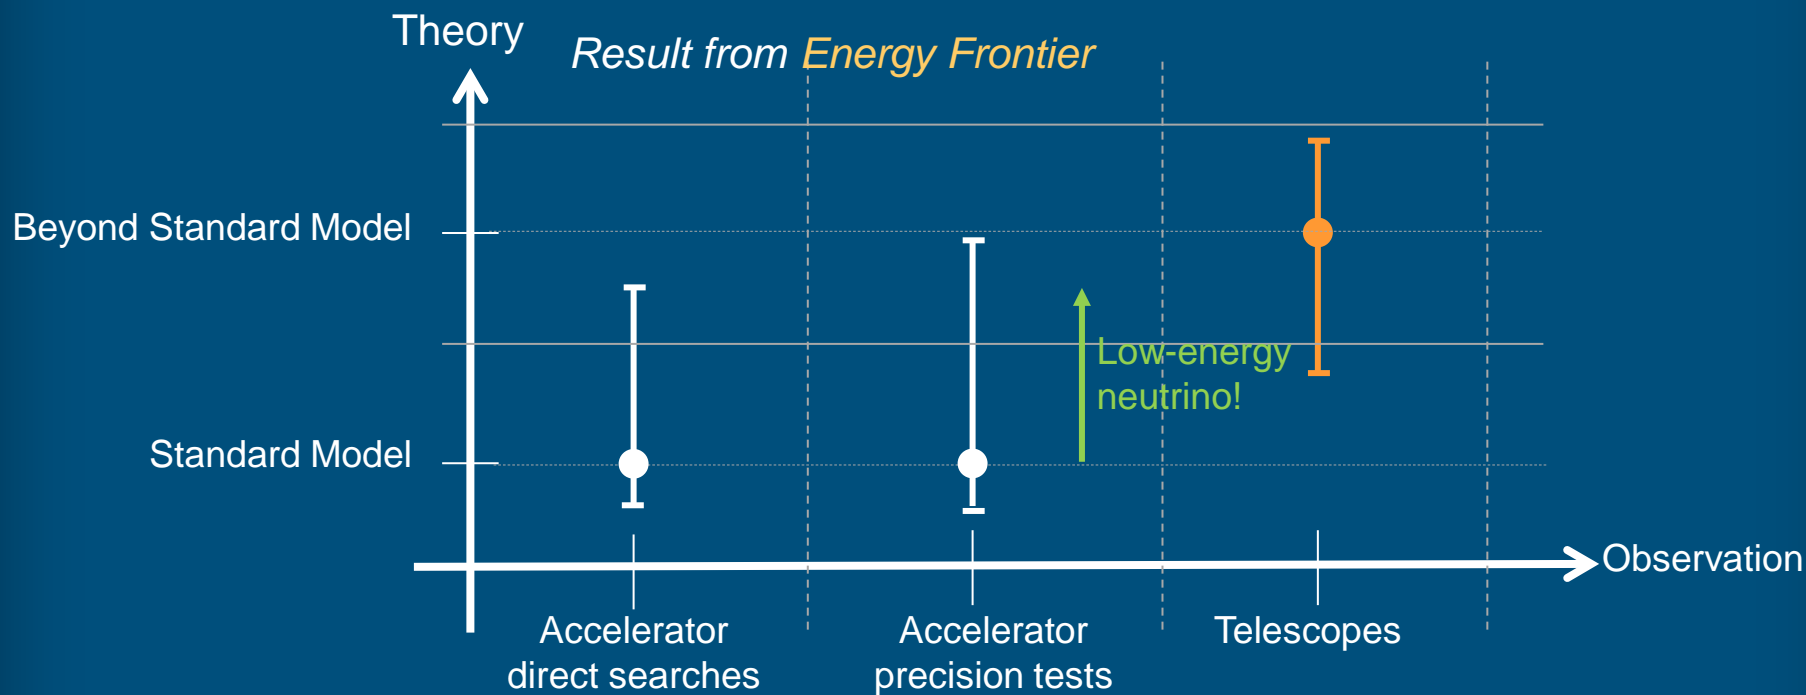 Theory
Result from Energy Frontier
Beyond Standard Model
Low-energy
neutrino!
Standard Model
Observation
Accelerator
direct searches
Accelerator
precision tests
Telescopes